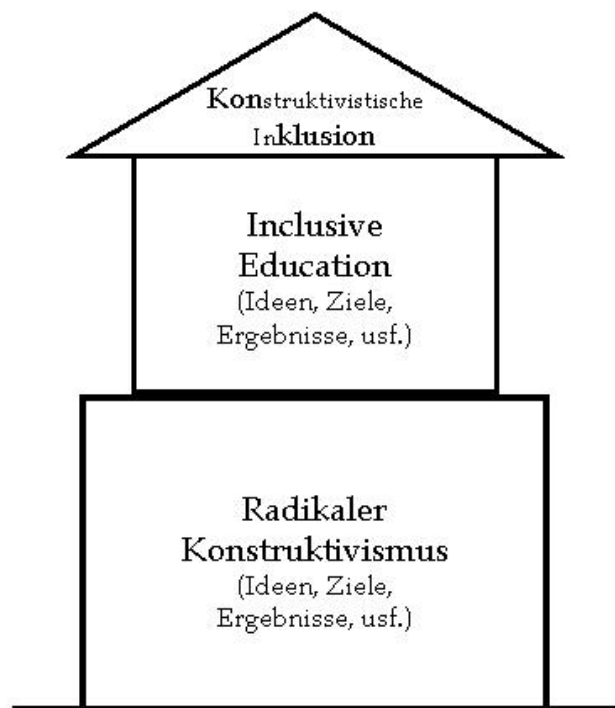 Konstruktivistische
Inklusion
Inclusive
Education
(Ideen, Ziele,
Ergebnisse, usf.)
Radikaler
Konstruktivismus
(Ideen, Ziele,
Ergebnisse, usf.)